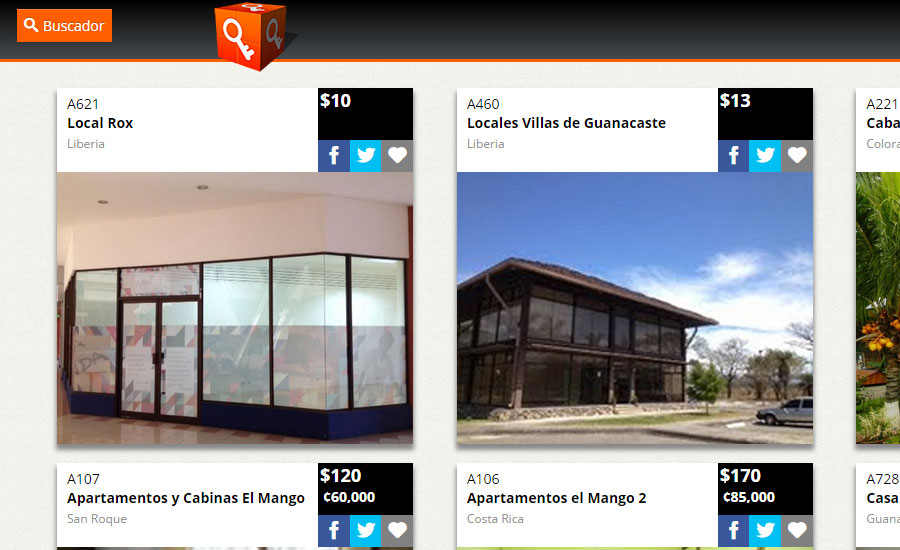 Buscador
A621
Local Rox
Liberia
$10
A460
Locales Villas de Guanacaste
Liberia
$13
A221
Caba
Colora
A107
Apartamentos y Cabinas El Mango
San Roque
$120
¢60,000
A106
Apartamentos el Mango 2
Costa Rica
$170
¢85,000
A728
Casa
Guana